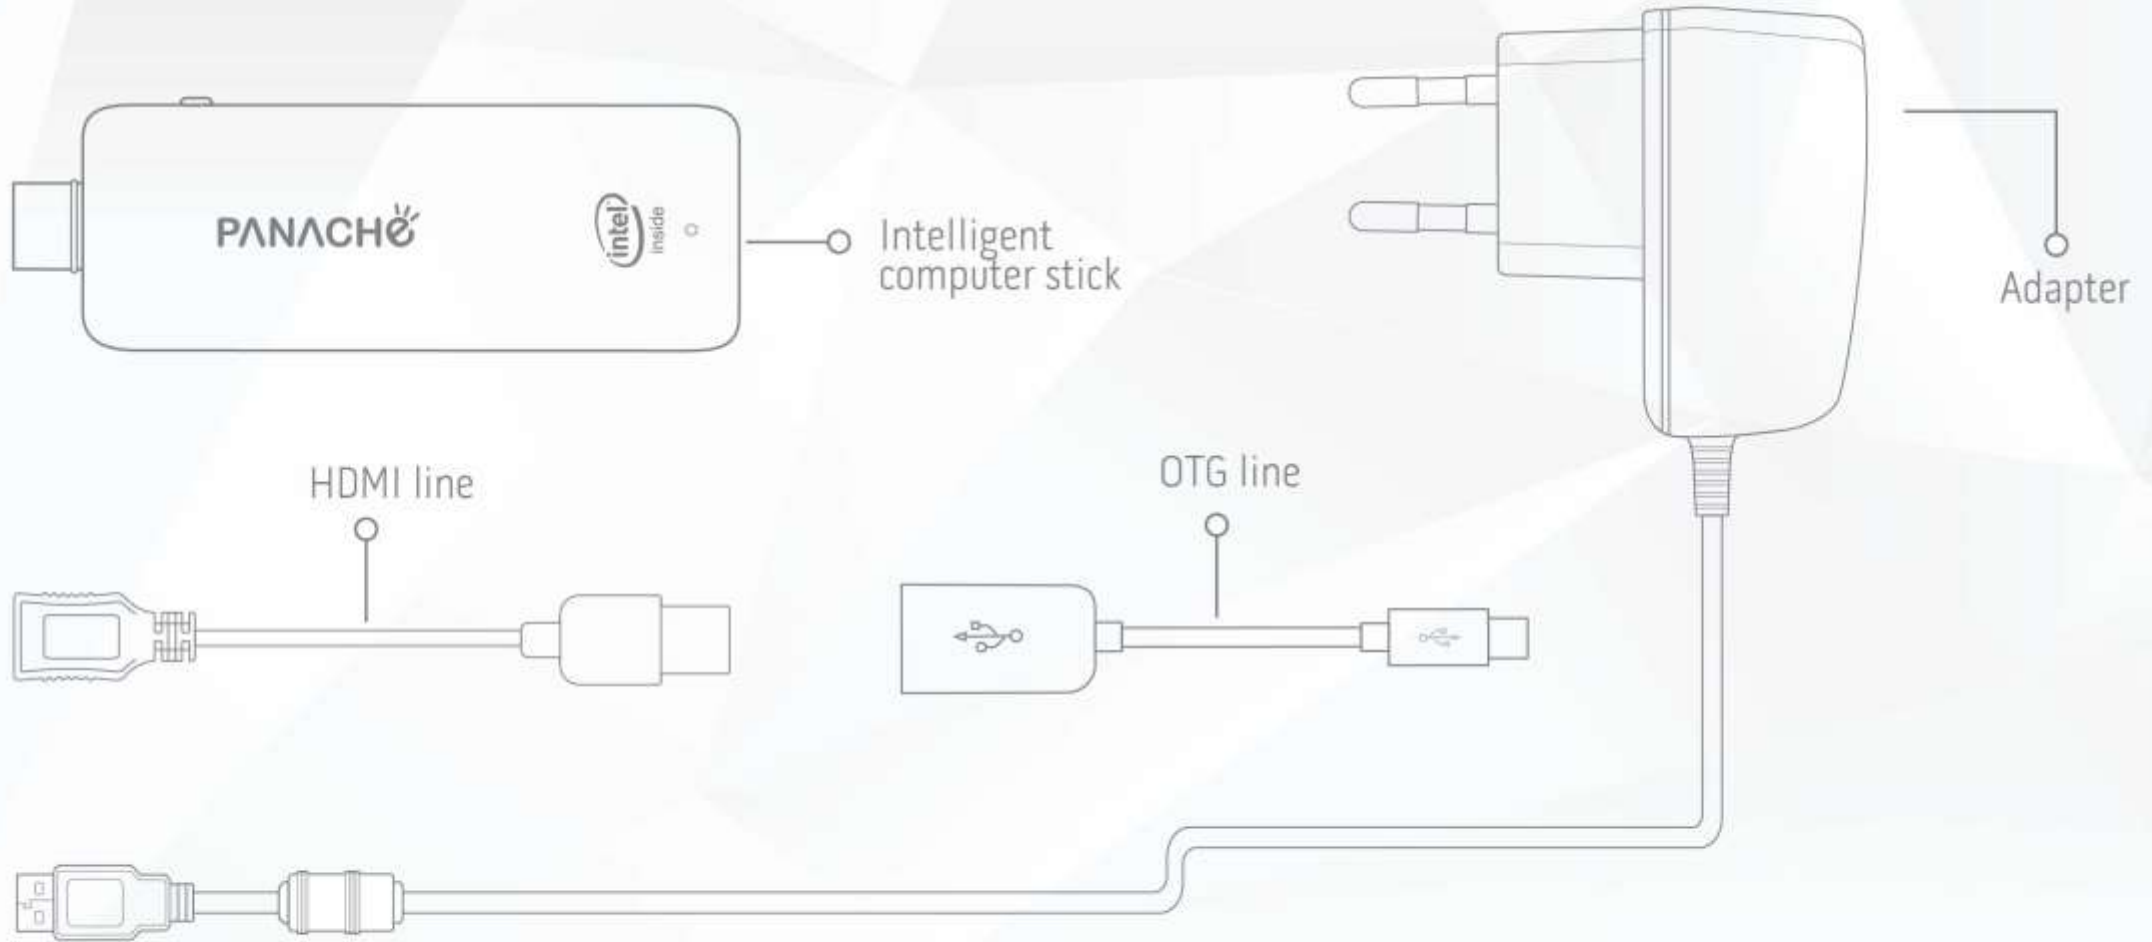 PANACHE
intel
inside
Intelligent
computer stick
Adapter
HDMI line
OTG line